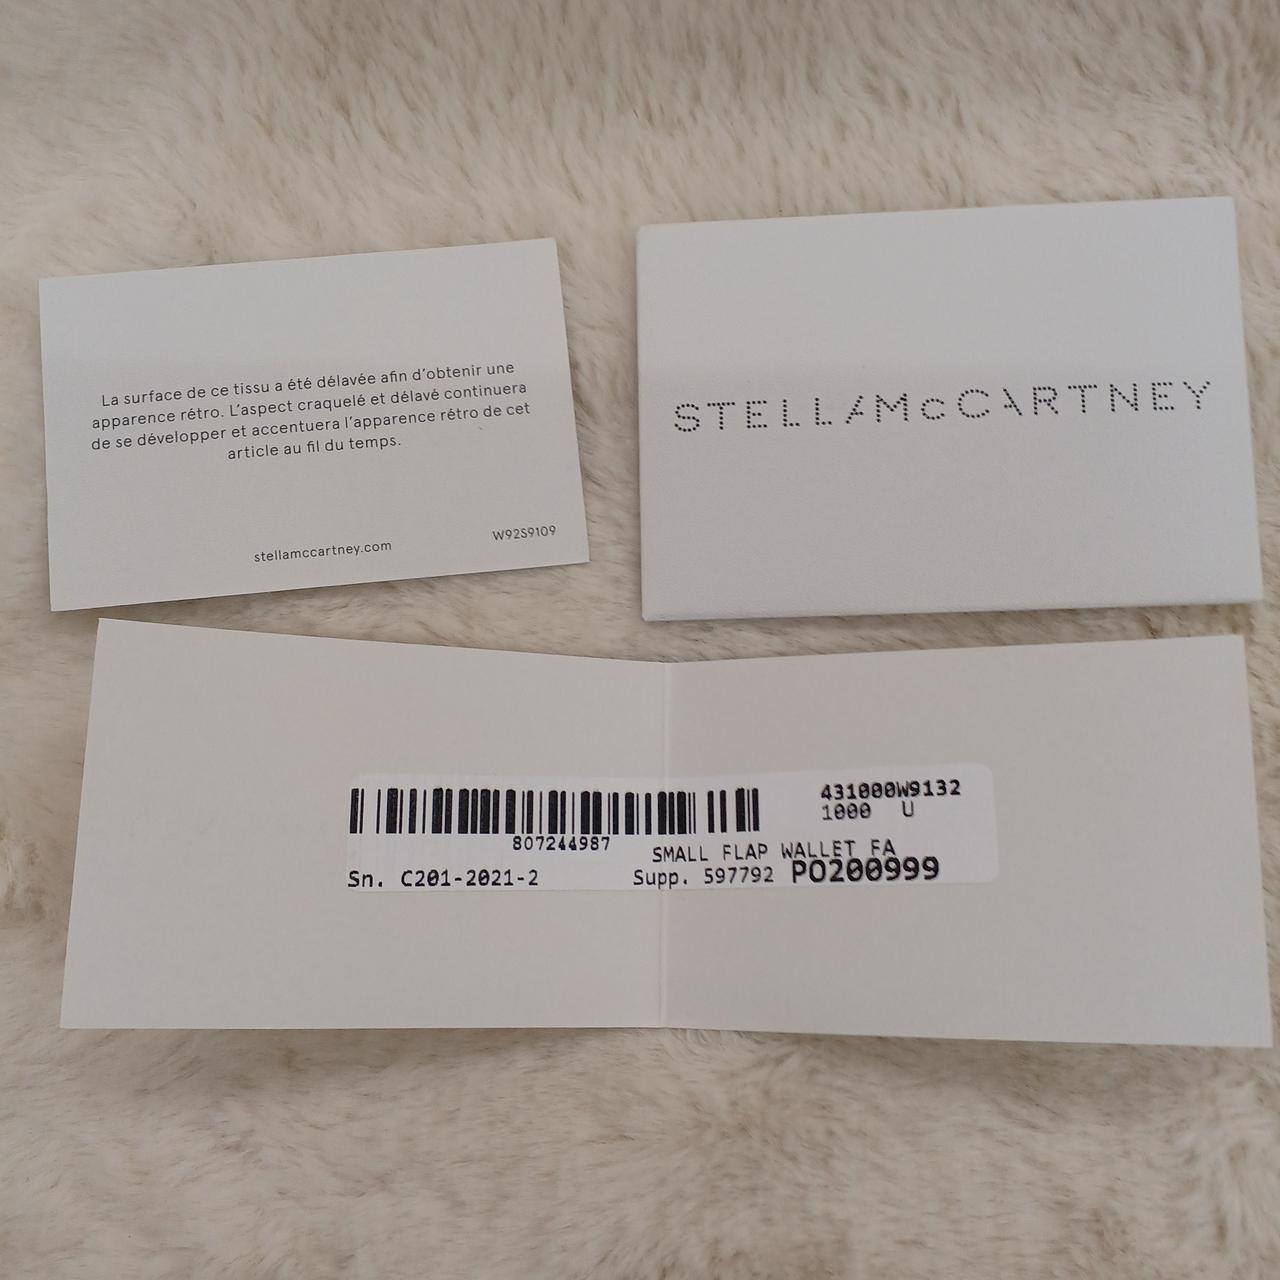 La surface de ce tissu a été délavée afin d'obtenir une
apparence rétro. L'aspect craquelé et délavé continuera
de se développer et accentuera l'apparence rétro de cet
article au fil du temps.
stellamccartney.com
W92S9109
STELLAMcCARTNEY
431000W9132
1000 U
807244987
SMALL FLAP WALLET FA
Sn. C201-2021-2
Supp. 597792 PO200999